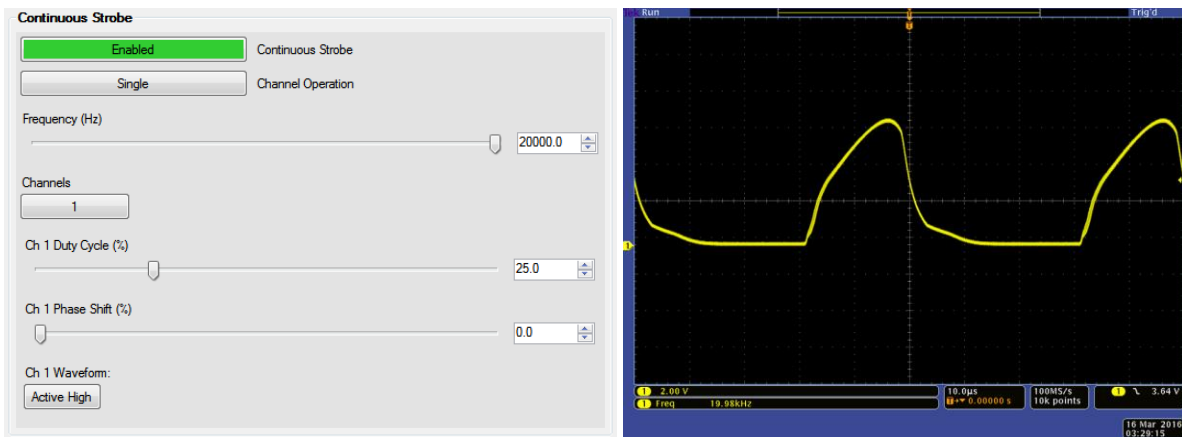 Continuous Strobe
Enabled Continuous Strobe
Single Channel Operation
Frequency (Hz)
20000.0
Channels
1
Ch 1 Duty Cycle (%)
25.0
Ch 1 Phase Shift (%)
0.0
Ch 1 Waveform:
Active High
Run Trig'd
1
1 2.00 V 10.0µs 100MS/s 1 3.64 V
1 Freq 19.98kHz 0.00000 s 10k points
16 Mar 2016
03:29:15